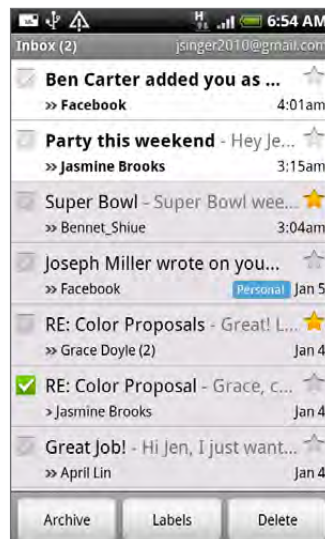 H 6:54 AM
Inbox (2) jsinger2010@gmail.com
Ben Carter added you as ...
>> Facebook 4:01am
Party this weekend - Hey Je...
>> Jasmine Brooks 3:15am
Super Bowl - Super Bowl wee...
>> Bennet_Shiue 3:04am
Joseph Miller wrote on you...
>> Facebook Personal Jan 5
RE: Color Proposals - Great! L...
>> Grace Doyle (2) Jan 4
RE: Color Proposal - Grace, c...
> Jasmine Brooks Jan 4
Great Job! - Hi Jen, I just want...
>> April Lin Jan 4
Archive Labels Delete